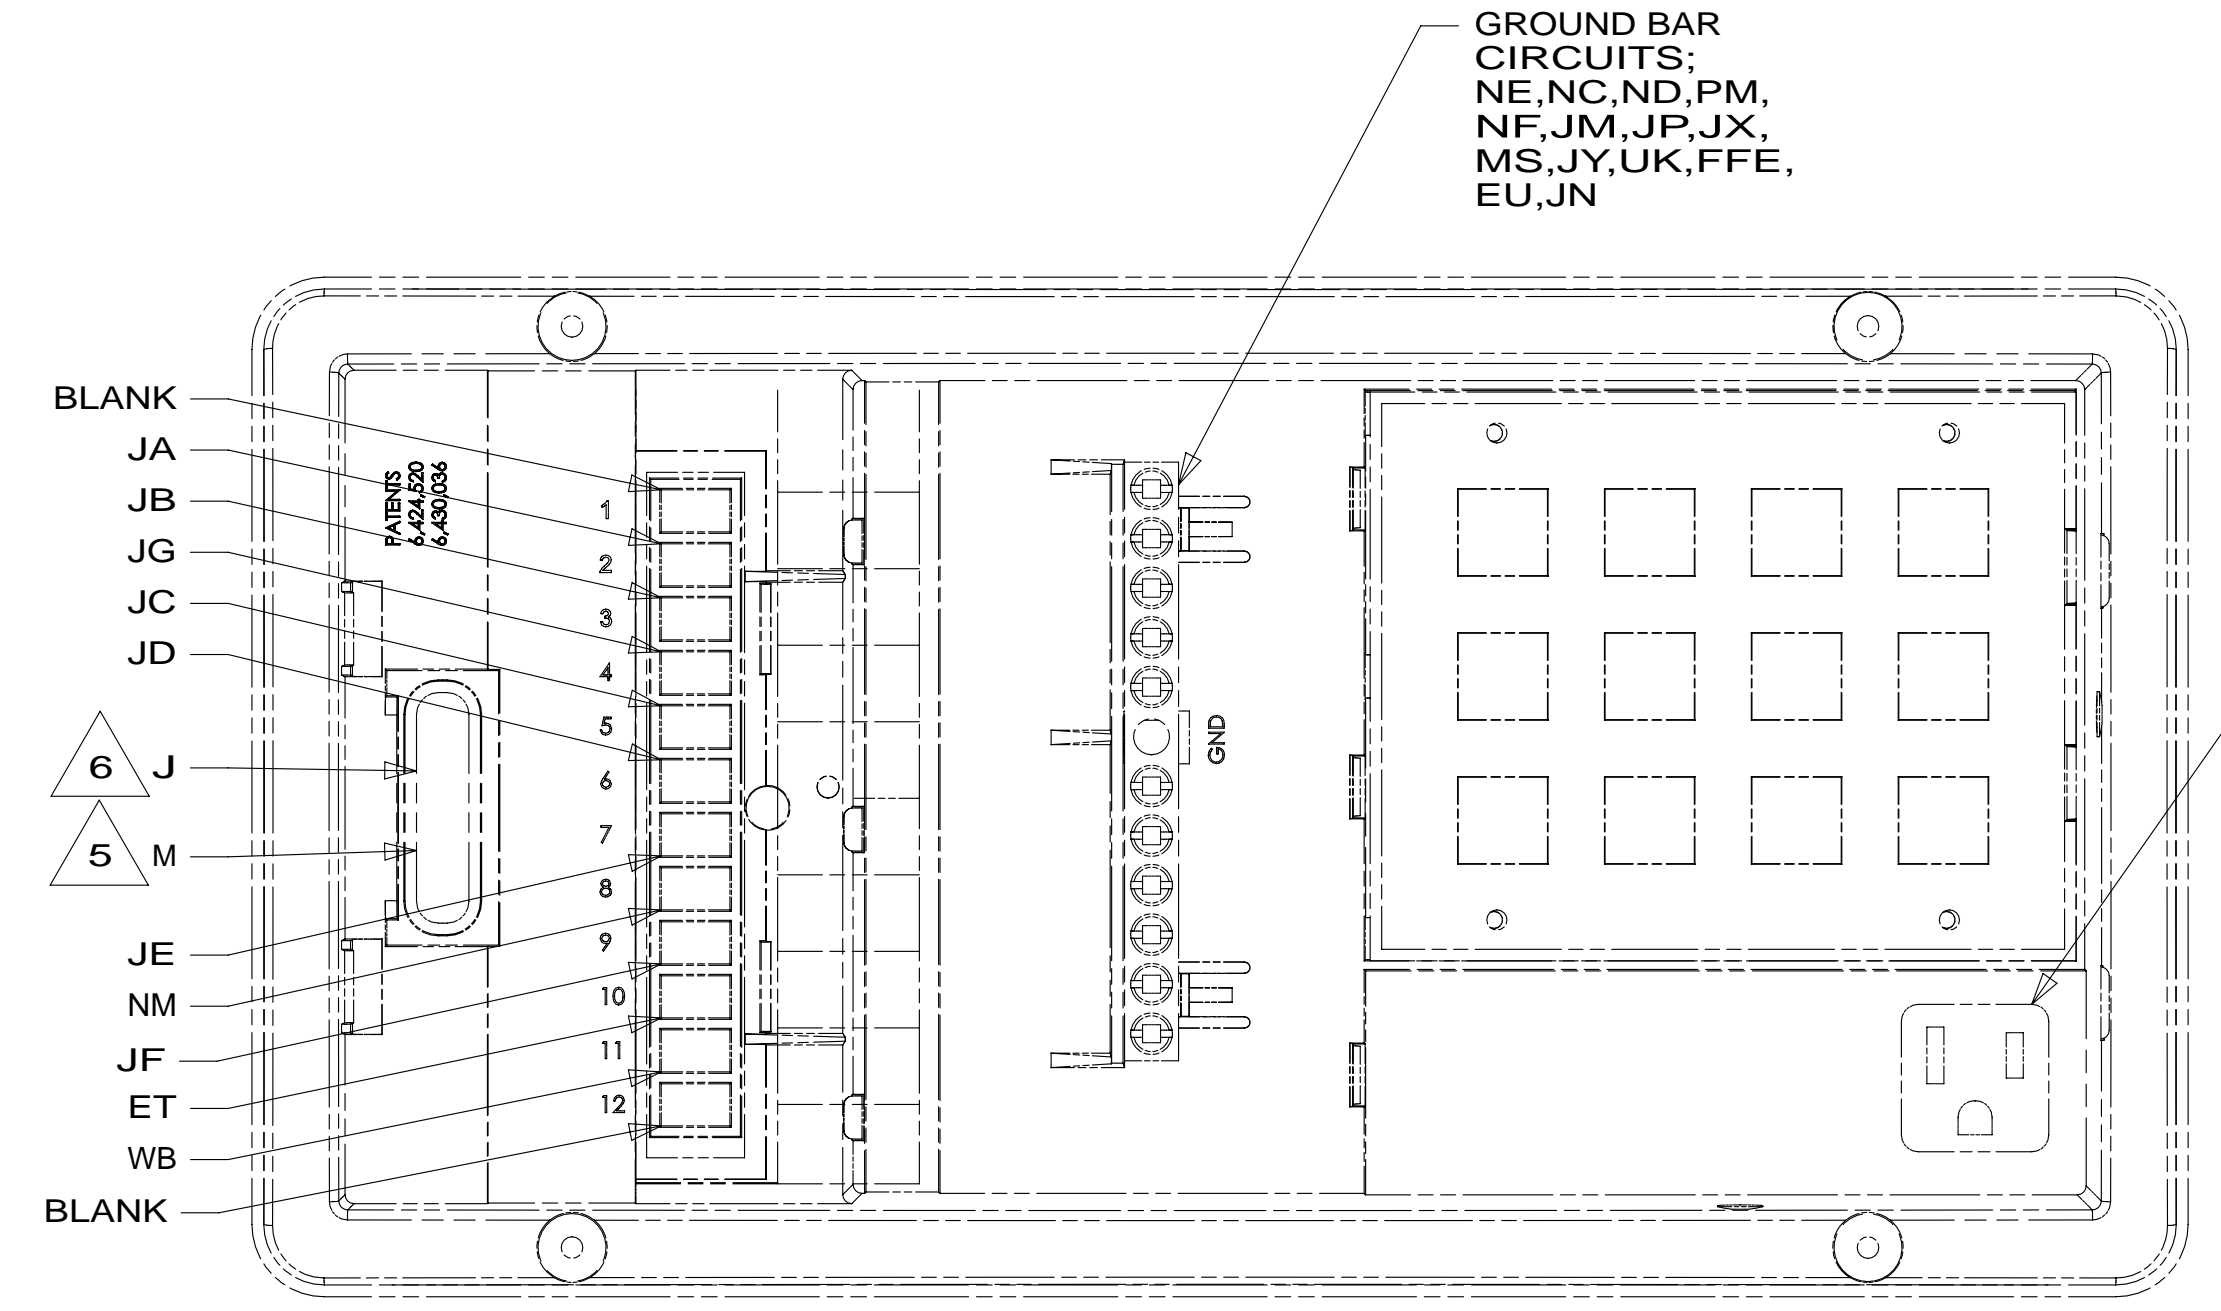 GROUND BAR
CIRCUITS;
NE,NC,ND,PM,
NF,JM,JP,JX,
MS,JY,UK,FFE,
EU,JN
BLANK
JA
JB
JG
JC
JD
6 J
5 M
JE
NM
JF
ET
WB
BLANK
PATENTS
6,424,520
6,430,036
1
2
3
4
5
6
7
8
9
10
11
12
GND